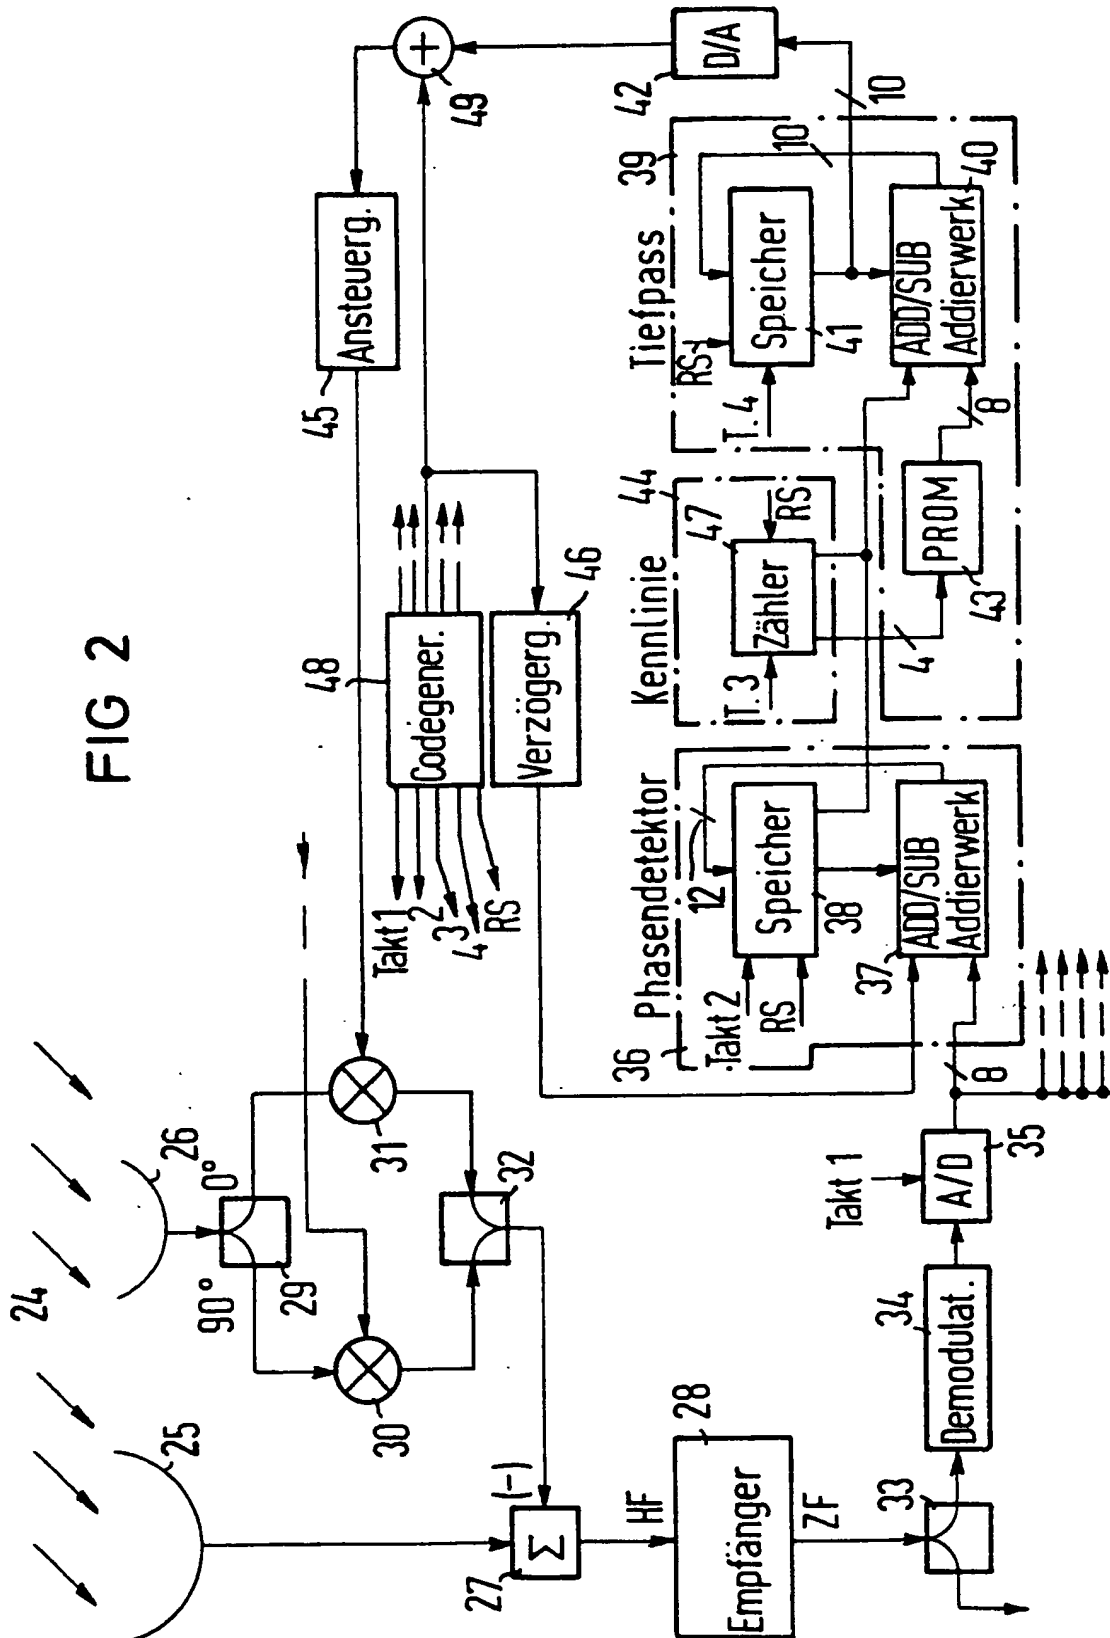 FIG 2
24
25
26
90°
0°
29
30
31
32
(-)
Σ
27
HF
Empfänger
28
ZF
33
Demodulat.
34
Takt 1
A/D
35
8
Takt 1
2
3
4
RS
Codegener.
48
Verzögerg.
46
Ansteuerg.
45
+
49
D/A
42
10
Phasendetektor
36
Takt 2
RS
12
Speicher
38
ADD/SUB
Addierwerk
37
Kennlinie
44
T.3
Zähler
47
RS
4
PROM
43
8
Tiefpass
39
RS
T.4
Speicher
41
10
ADD/SUB
Addierwerk
40